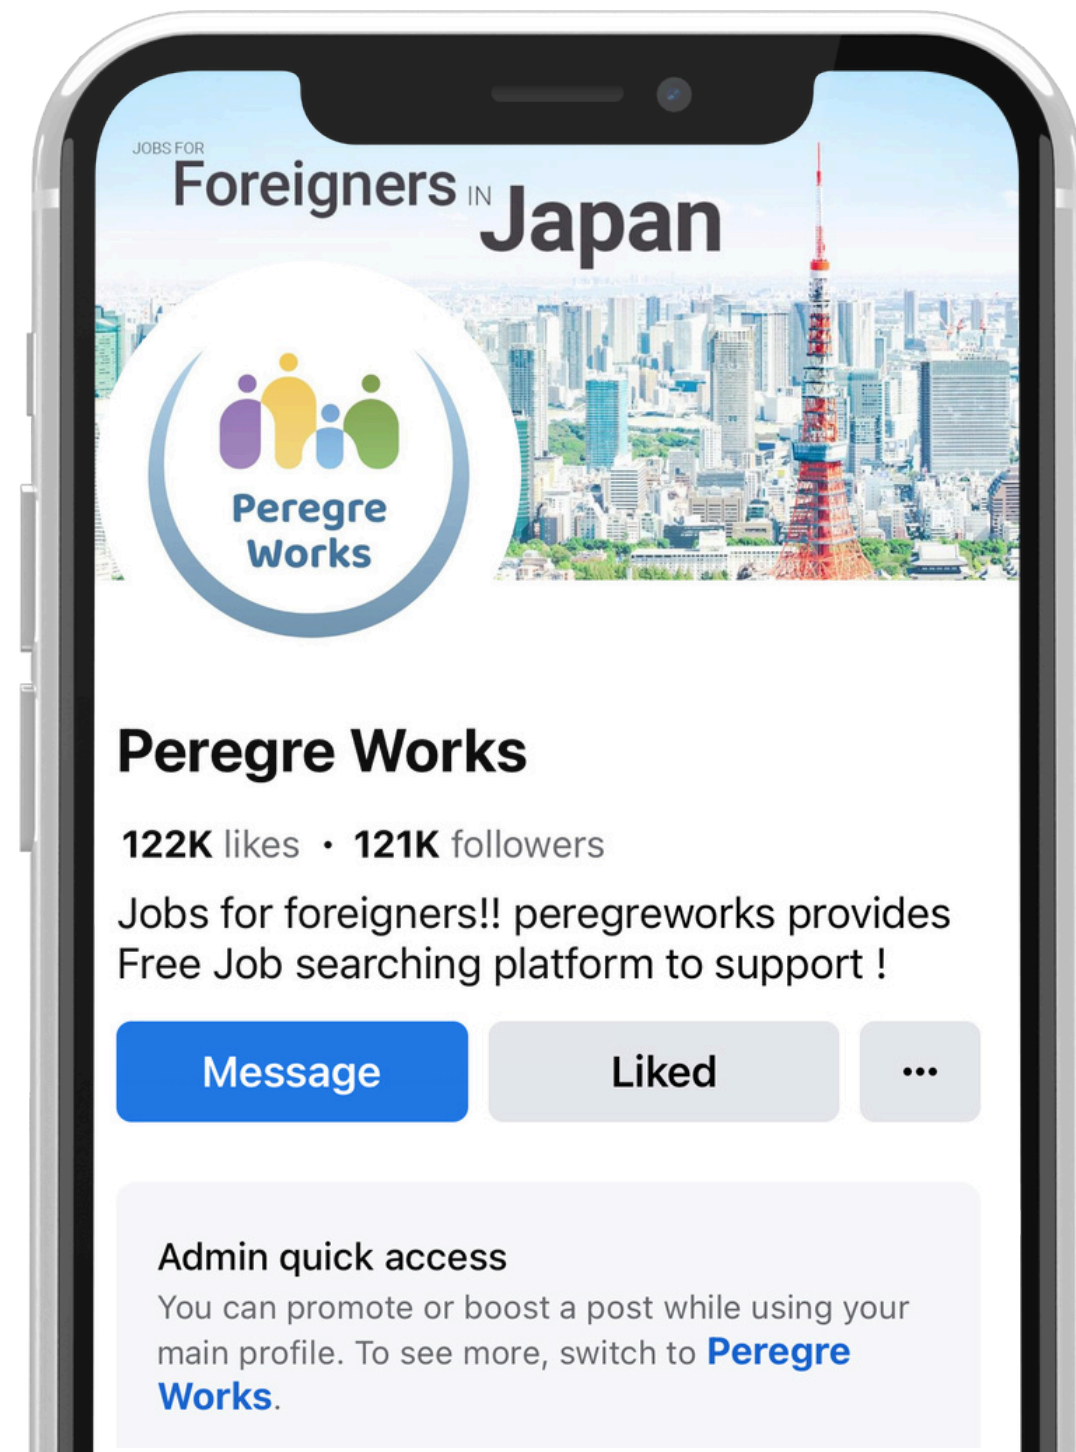 JOBS FOR
Foreigners IN
Japan
Peregre
Works
Peregre Works
122K likes · 121K followers
Jobs for foreigners!! peregreworks provides
Free Job searching platform to support !
Message
Liked
Admin quick access
You can promote or boost a post while using your
main profile. To see more, switch to Peregre
Works.